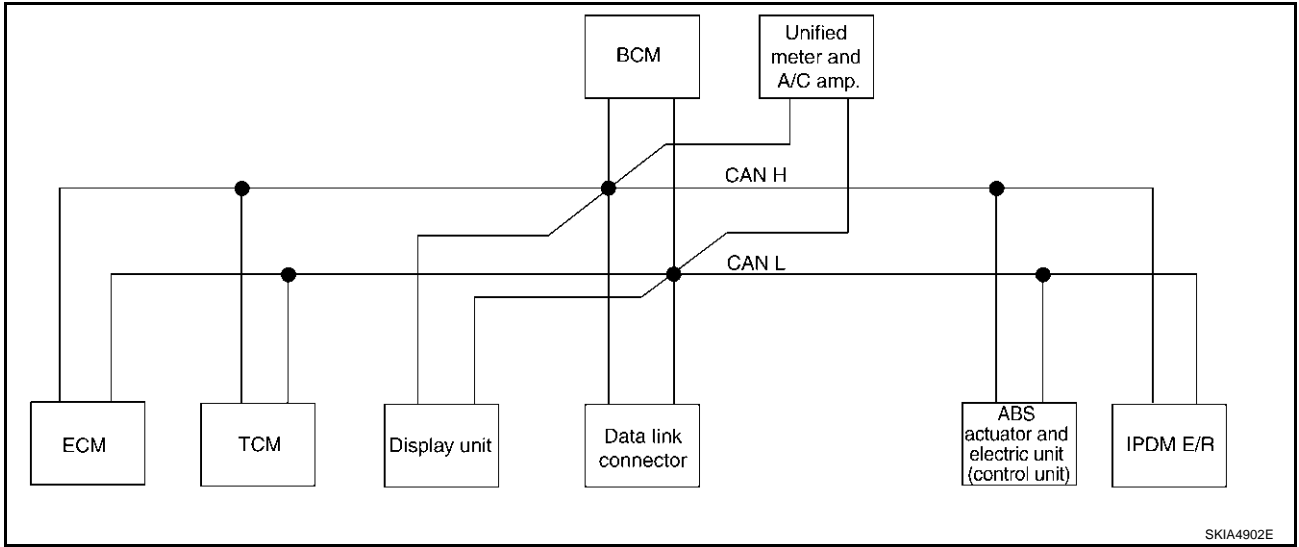 BCM
Unified
meter and
A/C amp.
CAN H
CAN L
ECM
TCM
Display unit
Data link
connector
ABS
actuator and
electric unit
(control unit)
IPDM E/R
SKIA4902E